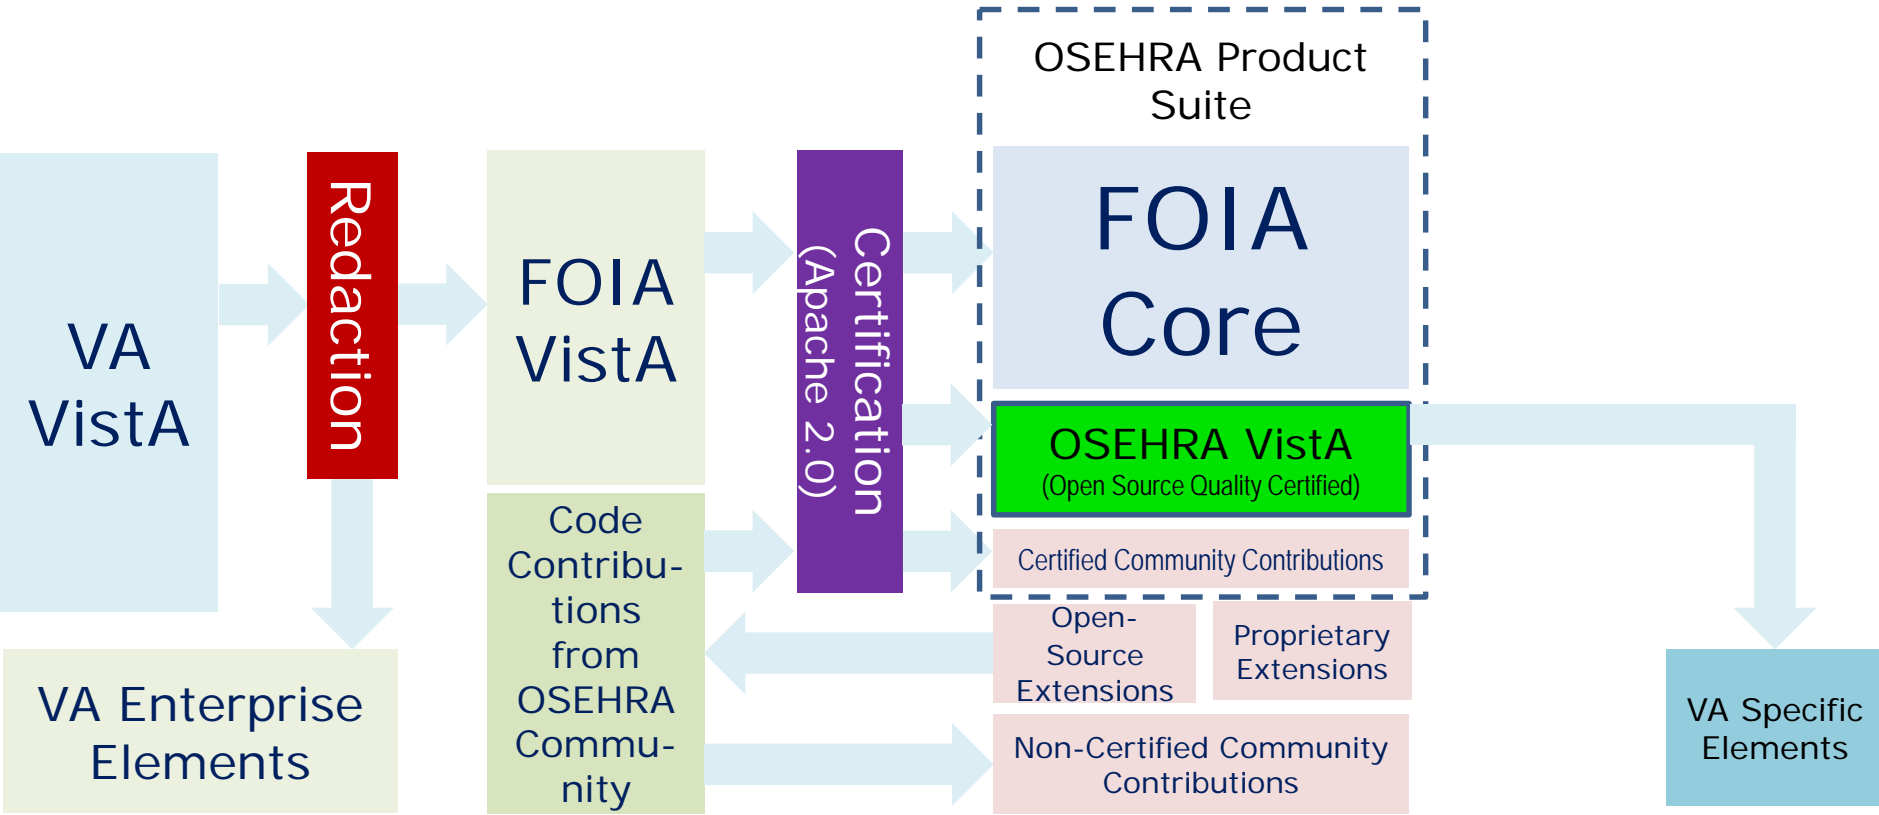 VA
VistA
Redaction
VA Enterprise
Elements
FOIA
VistA
Code
Contribu-
tions
from
OSEHRA
Commu-
nity
Certification
(Apache 2.0)
OSEHRA Product
Suite
FOIA
Core
OSEHRA VistA
(Open Source Quality Certified)
Certified Community Contributions
Open-
Source
Extensions
Proprietary
Extensions
Non-Certified Community
Contributions
VA Specific
Elements